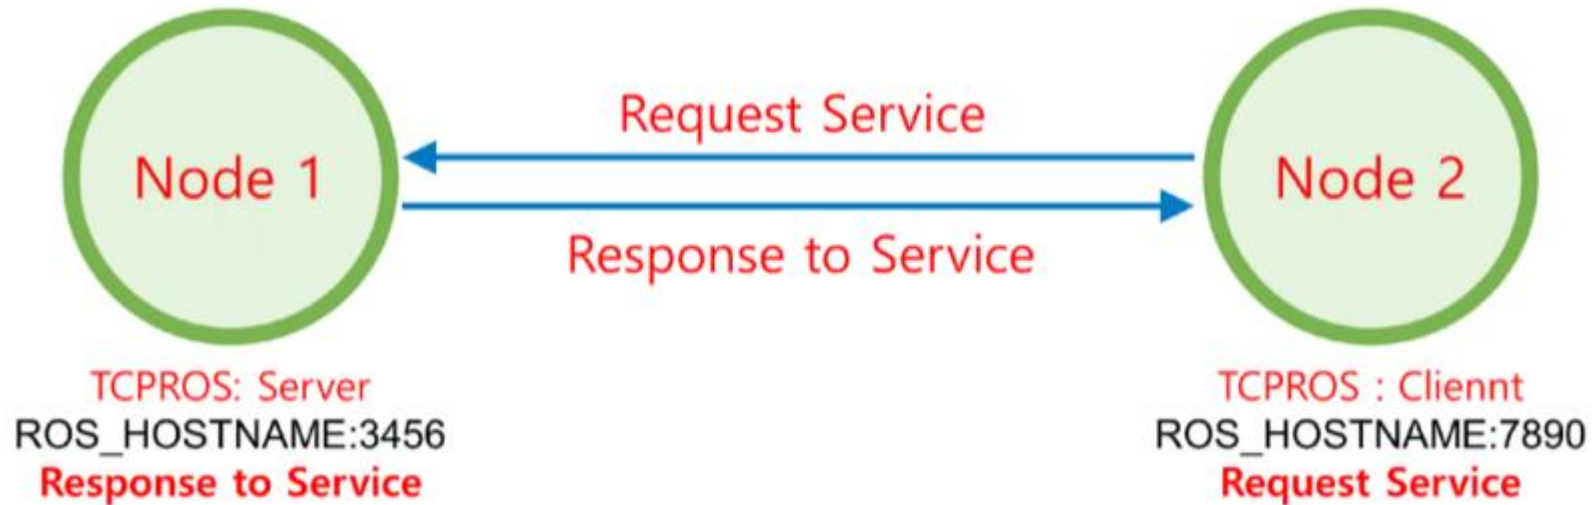 Request Service
Node 1
Node 2
Response to Service
TCPROS: Server
ROS_HOSTNAME:3456
Response to Service
TCPROS : Cliennt
ROS_HOSTNAME:7890
Request Service